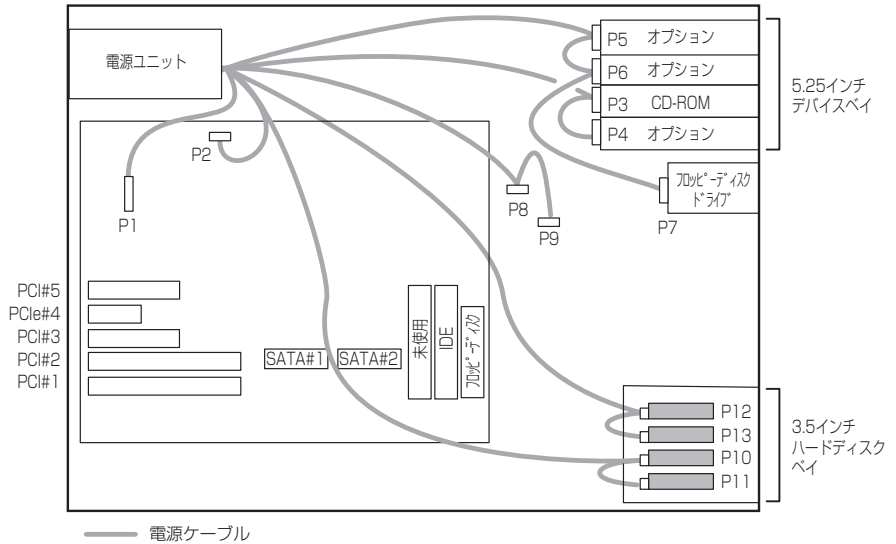 電源ユニット
P5 オプション
P6 オプション
P3 CD-ROM
P4 オプション
5.25インチ
デバイスベイ
フロッピーディスク
ドライブ
P7
P2
P1
P8
P9
PCI#5
PCIe#4
PCI#3
PCI#2
PCI#1
SATA#1
SATA#2
未使用
IDE
フロッピーディスク
P12
P13
P10
P11
3.5インチ
ハードディスク
ベイ
電源ケーブル